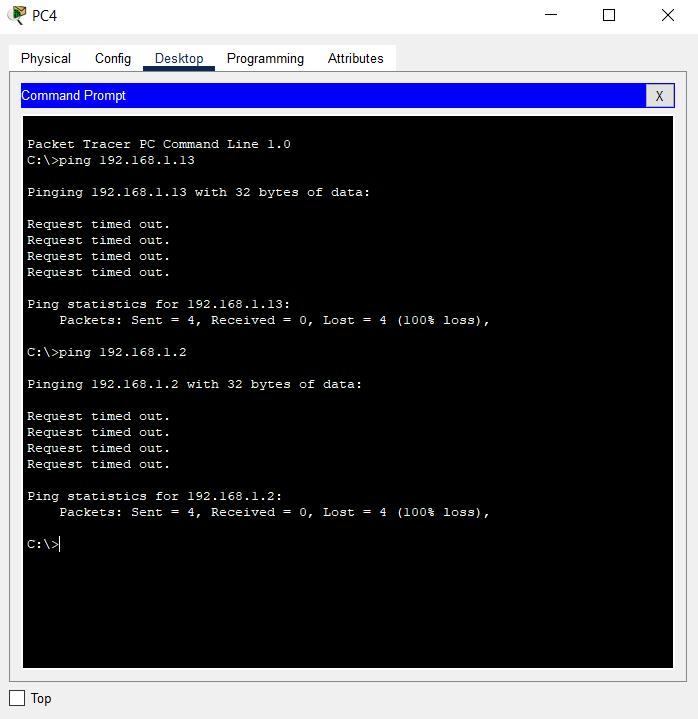 PC4
Physical Config Desktop Programming Attributes
Command Prompt X
Packet Tracer PC Command Line 1.0
C:\>ping 192.168.1.13
Pinging 192.168.1.13 with 32 bytes of data:
Request timed out.
Request timed out.
Request timed out.
Request timed out.
Ping statistics for 192.168.1.13:
Packets: Sent = 4, Received = 0, Lost = 4 (100% loss),
C:\>ping 192.168.1.2
Pinging 192.168.1.2 with 32 bytes of data:
Request timed out.
Request timed out.
Request timed out.
Request timed out.
Ping statistics for 192.168.1.2:
Packets: Sent = 4, Received = 0, Lost = 4 (100% loss),
C:\>
Top